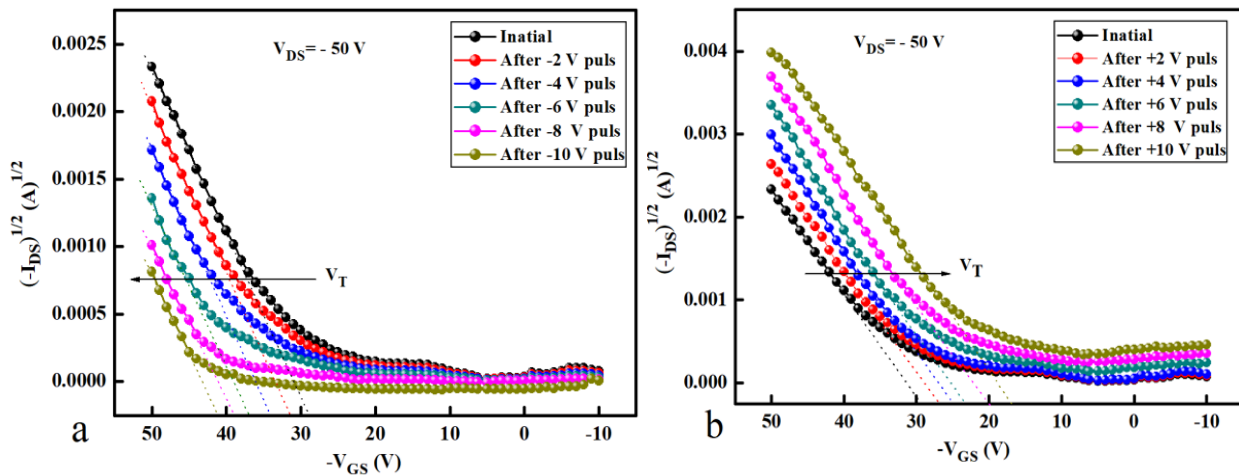 V_DS= - 50 V
Inatial
After -2 V puls
After -4 V puls
After -6 V puls
After -8 V puls
After -10 V puls
0.0025
0.0020
0.0015
0.0010
0.0005
0.0000
(-I_DS)^1/2 (A)^1/2
V_T
a
50 40 30 20 10 0 -10
-V_GS (V)
V_DS= - 50 V
Inatial
After +2 V puls
After +4 V puls
After +6 V puls
After +8 V puls
After +10 V puls
0.004
0.003
0.002
0.001
0.000
(-I_DS)^1/2 (A)^1/2
V_T
b
50 40 30 20 10 0 -10
-V_GS (V)